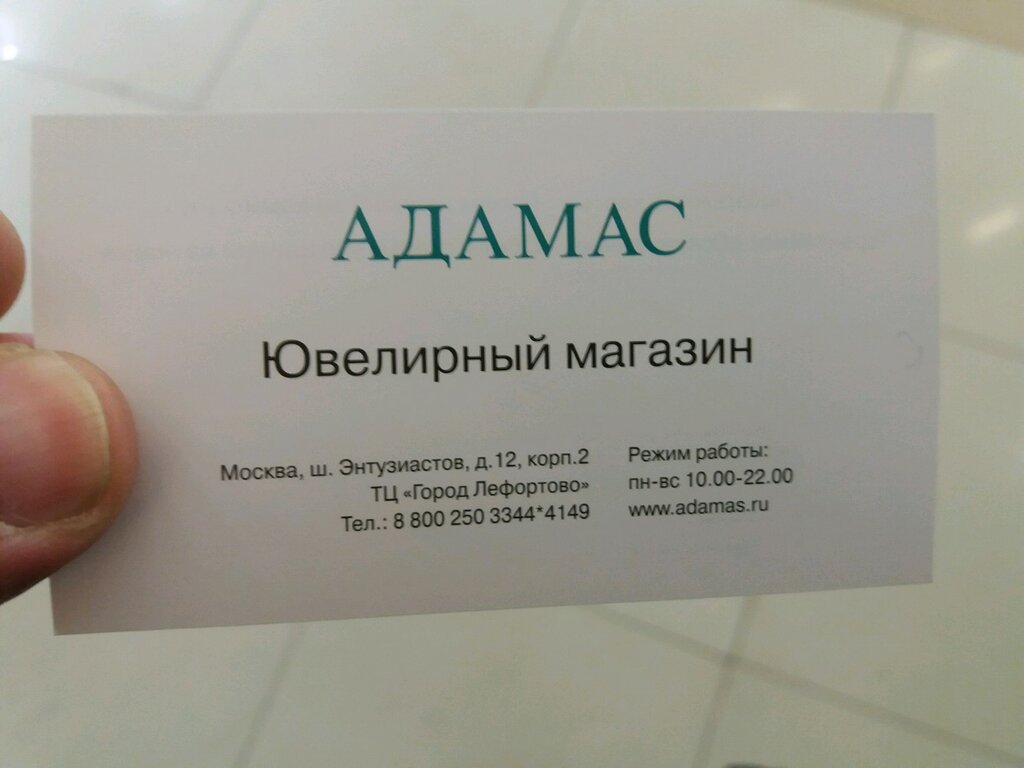 АДАМАС
Ювелирный магазин
Москва, ш. Энтузиастов, д.12, корп.2
ТЦ «Город Лефортово»
Тел.: 8 800 250 3344*4149
Режим работы:
пн-вс 10.00-22.00
www.adamas.ru